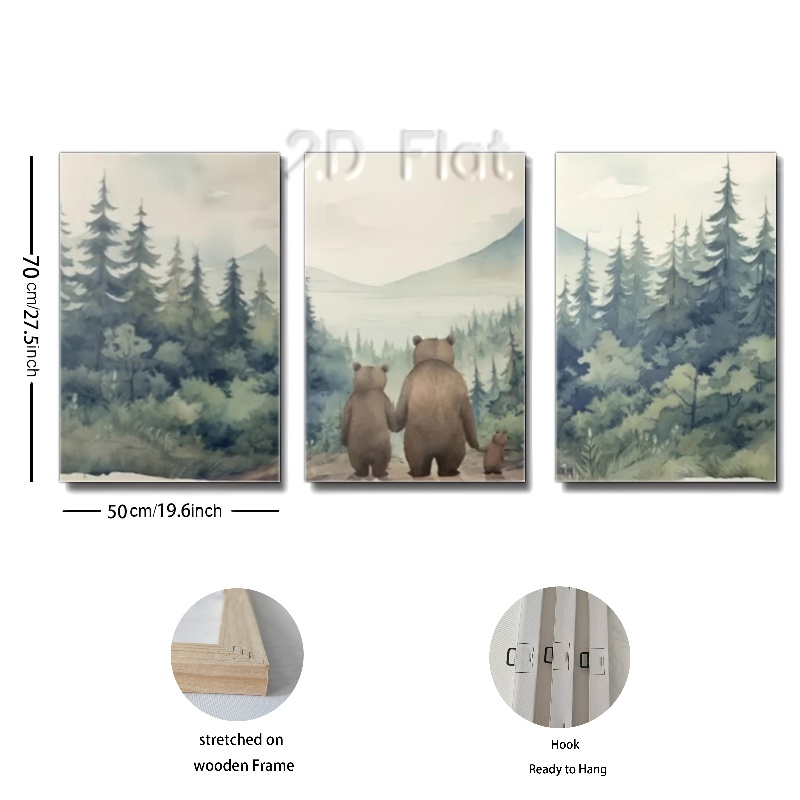 2D Flat
70 cm/27.5inch
50cm/19.6inch
stretched on
wooden Frame
Hook
Ready to Hang